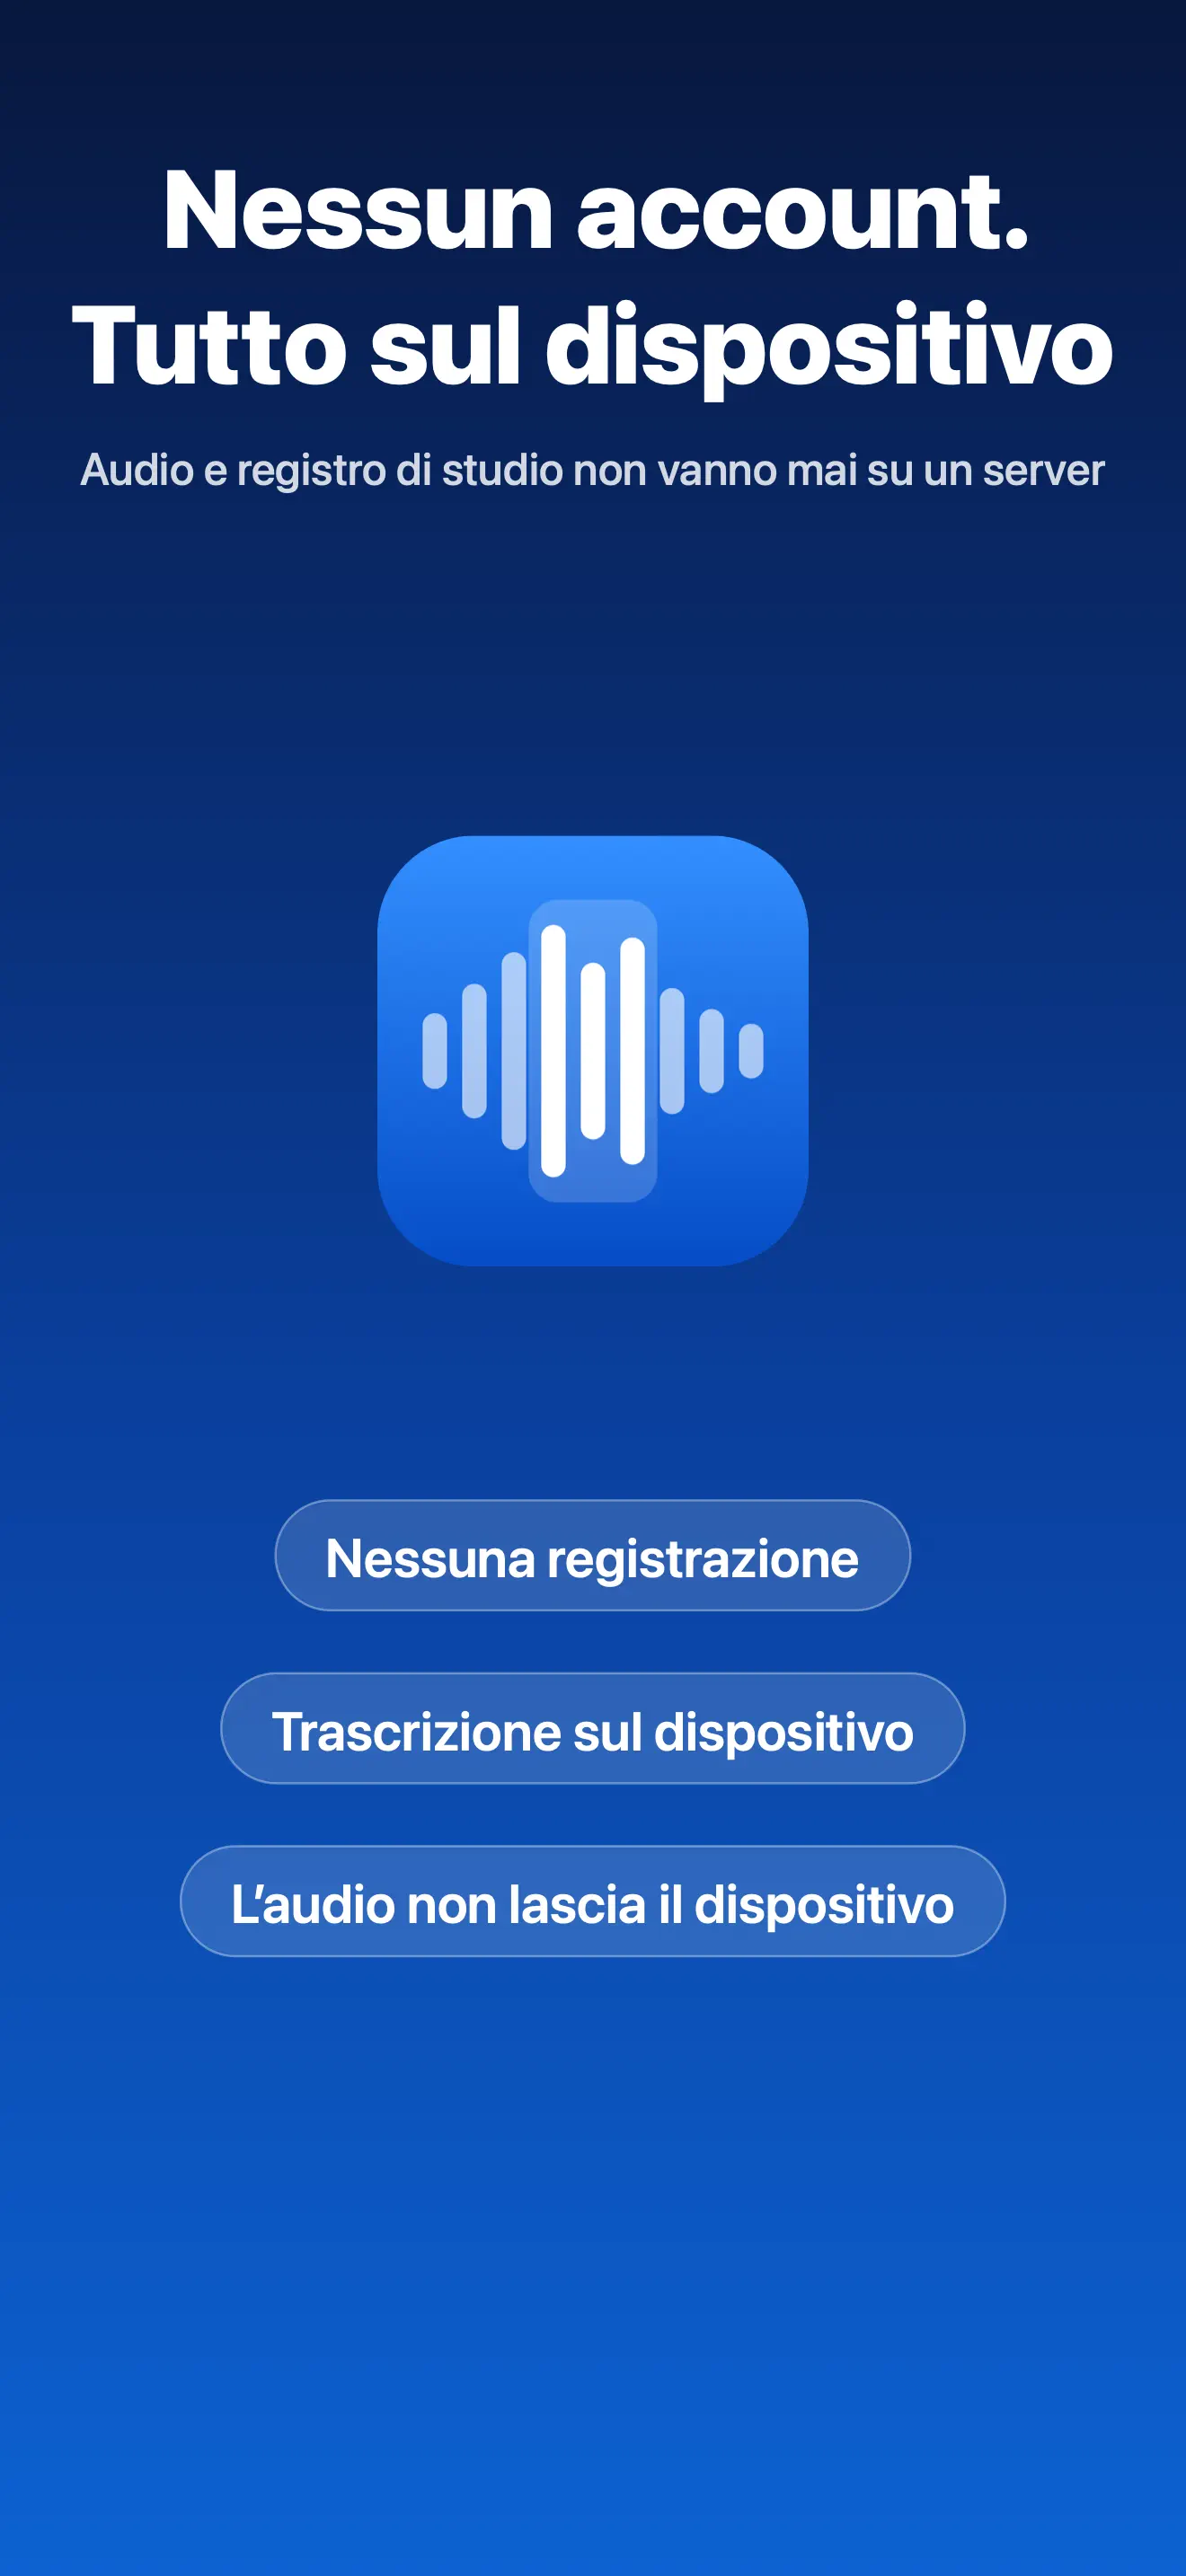 Nessun account.
Tutto sul dispositivo
Audio e registro di studio non vanno mai su un server
Nessuna registrazione
Trascrizione sul dispositivo
L’audio non lascia il dispositivo